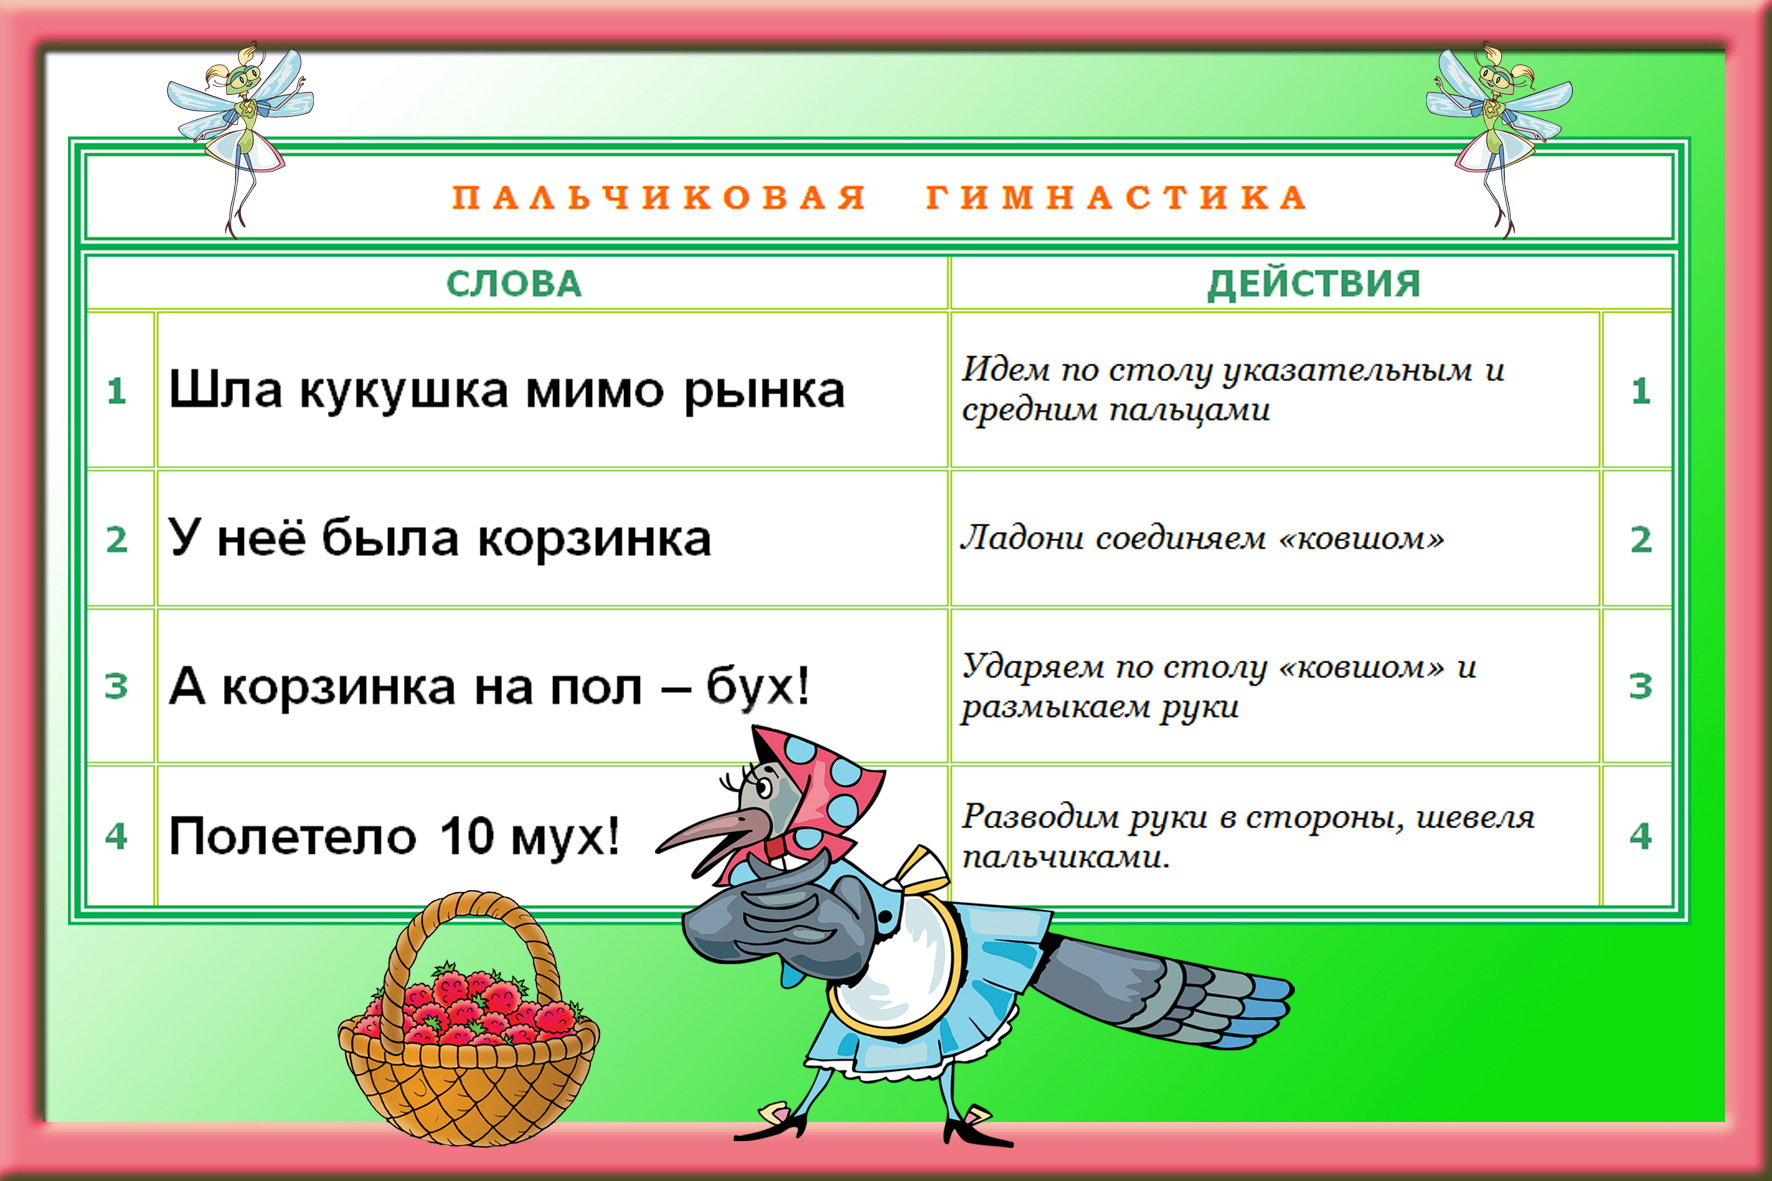 ПАЛЬЧИКОВАЯ ГИМНАСТИКА
СЛОВА
ДЕЙСТВИЯ
1
Шла кукушка мимо рынка
Идем по столу указательным и
средним пальцами
1
2
У неё была корзинка
Ладони соединяем «ковшом»
2
3
А корзинка на пол – бух!
Ударяем по столу «ковшом» и
размыкаем руки
3
4
Полетело 10 мух!
Разводим руки в стороны, шевеля
пальчиками.
4